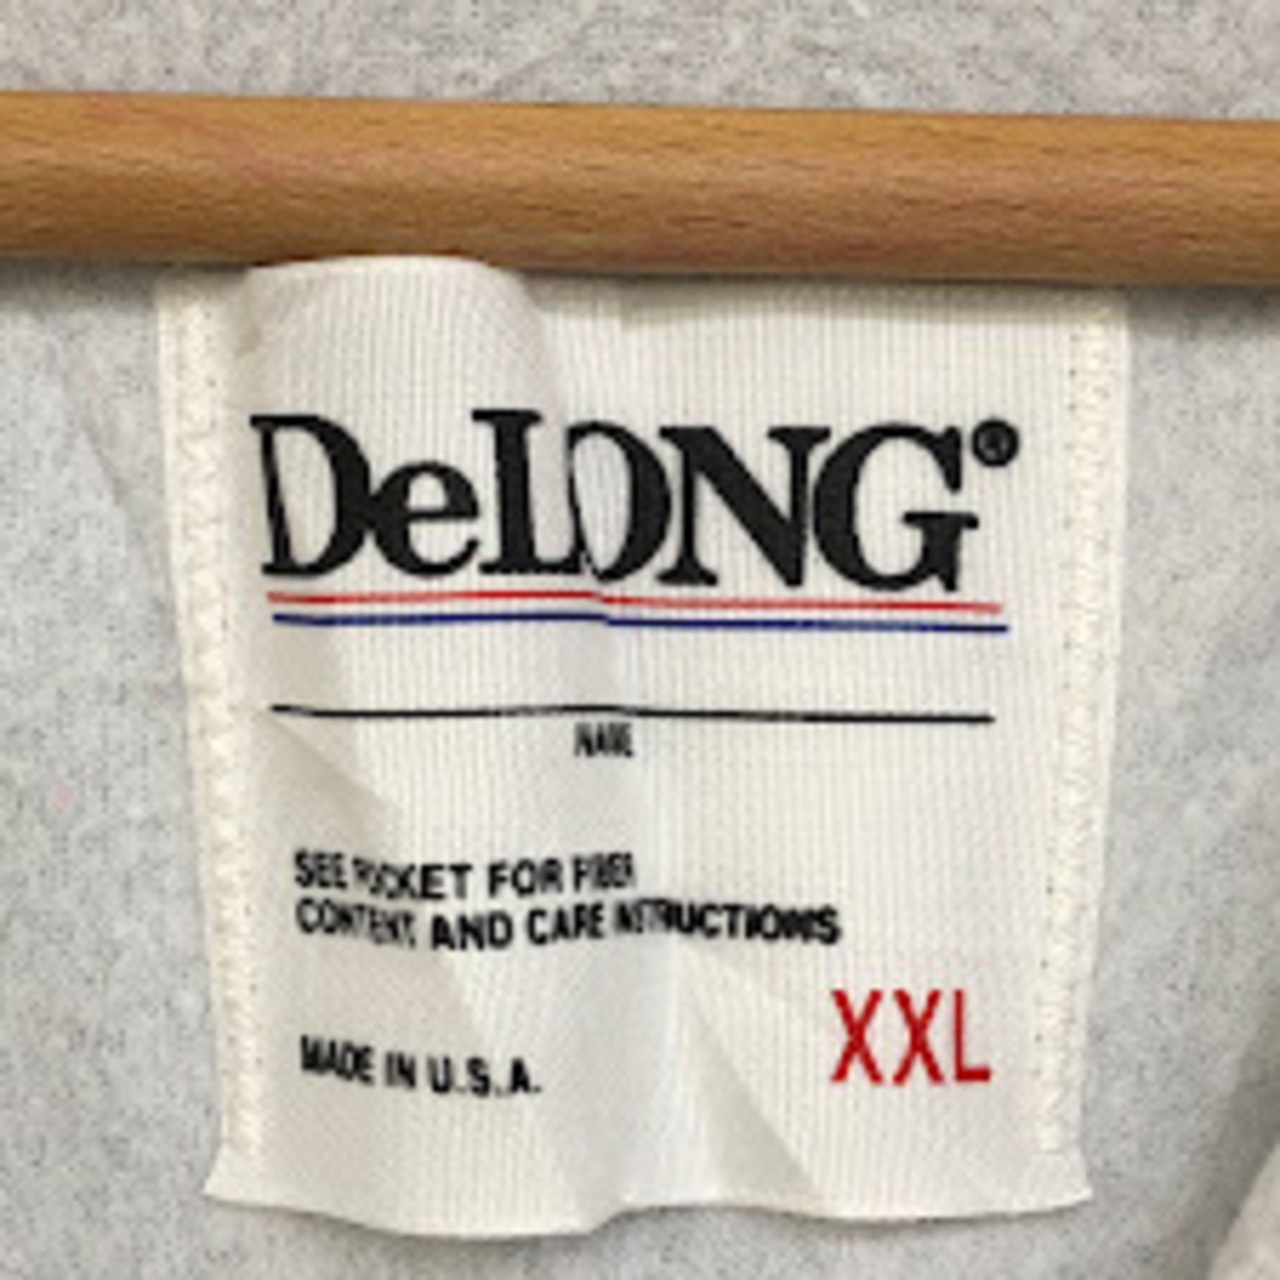 DeLONG®
NAME
SEE POCKET FOR FIBER
CONTENT AND CARE INSTRUCTIONS
XXL
MADE IN U.S.A.